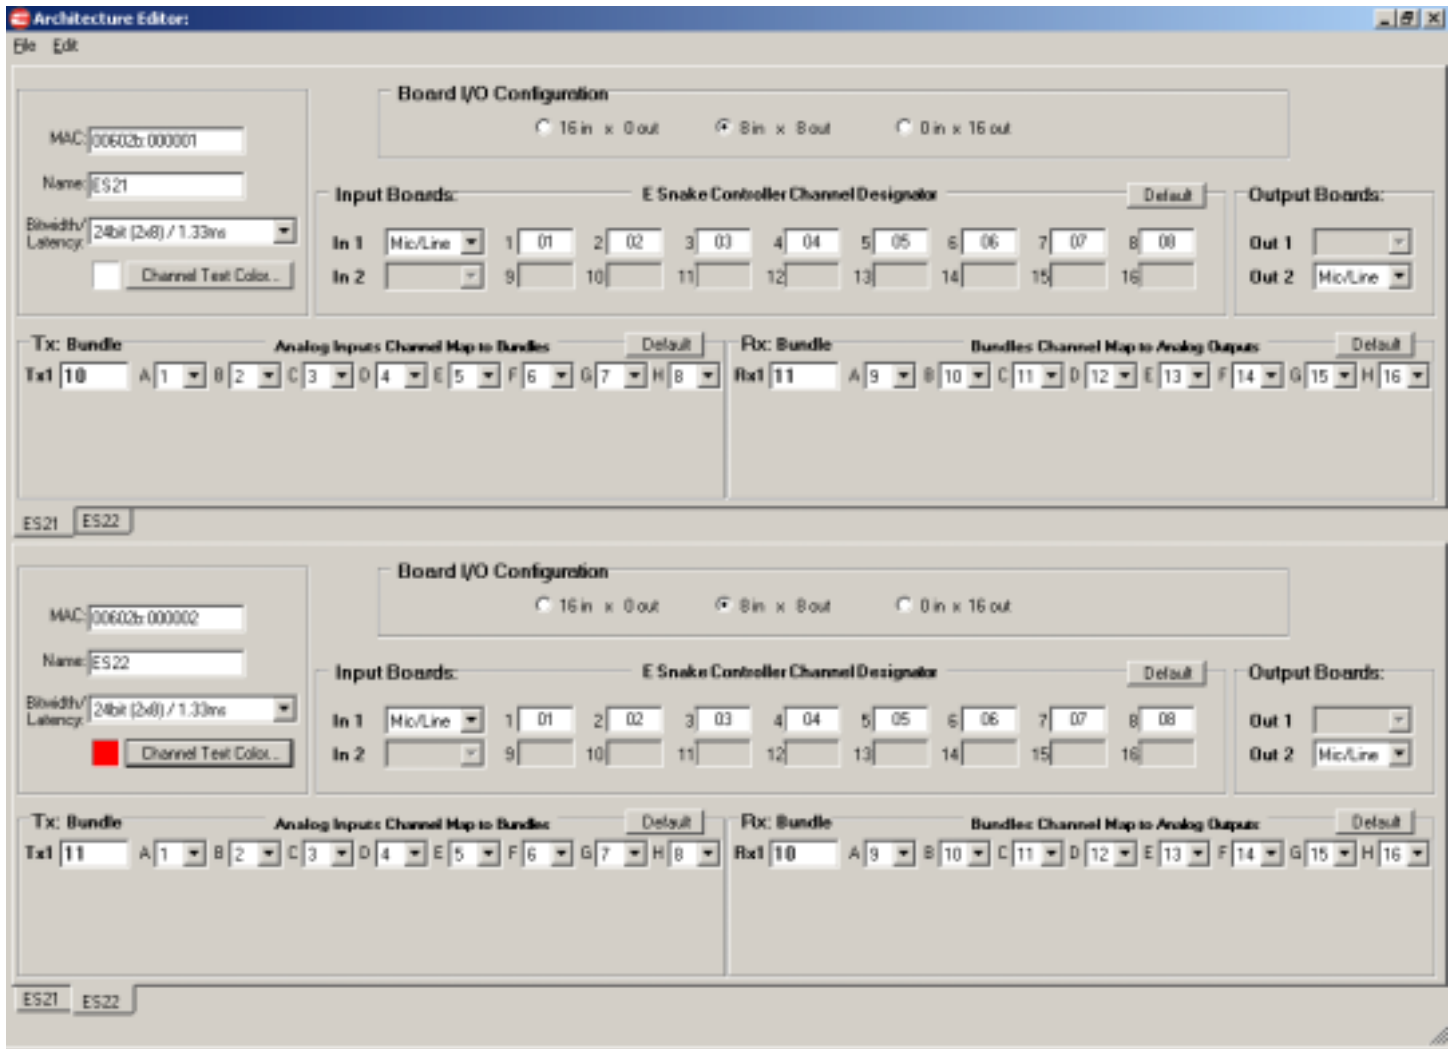 Architecture Editor:
File Edit
Board I/O Configuration
16 in x 0 out 8 in x 8 out 0 in x 16 out
MAC: 00602b:000001
Name: ES21
Bitwidth/ Latency: 24bit (2x8) / 1.33ms
Channel Text Color...
Input Boards: E Snake Controller Channel Designator Default Output Boards:
In 1 Mic/Line 1 01 2 02 3 03 4 04 5 05 6 06 7 07 8 08 Out 1
In 2 9 10 11 12 13 14 15 16 Out 2 Mic/Line
Tx: Bundle Analog Inputs Channel Map to Bundles Default Rx: Bundle Bundles Channel Map to Analog Outputs Default
Tx1 10 A 1 B 2 C 3 D 4 E 5 F 6 G 7 H 8 Rx1 11 A 9 B 10 C 11 D 12 E 13 F 14 G 15 H 16
ES21 ES22
Board I/O Configuration
16 in x 0 out 8 in x 8 out 0 in x 16 out
MAC: 00602b:000002
Name: ES22
Bitwidth/ Latency: 24bit (2x8) / 1.33ms
Channel Text Color...
Input Boards: E Snake Controller Channel Designator Default Output Boards:
In 1 Mic/Line 1 01 2 02 3 03 4 04 5 05 6 06 7 07 8 08 Out 1
In 2 9 10 11 12 13 14 15 16 Out 2 Mic/Line
Tx: Bundle Analog Inputs Channel Map to Bundles Default Rx: Bundle Bundles Channel Map to Analog Outputs Default
Tx1 11 A 1 B 2 C 3 D 4 E 5 F 6 G 7 H 8 Rx1 10 A 9 B 10 C 11 D 12 E 13 F 14 G 15 H 16
ES21 ES22